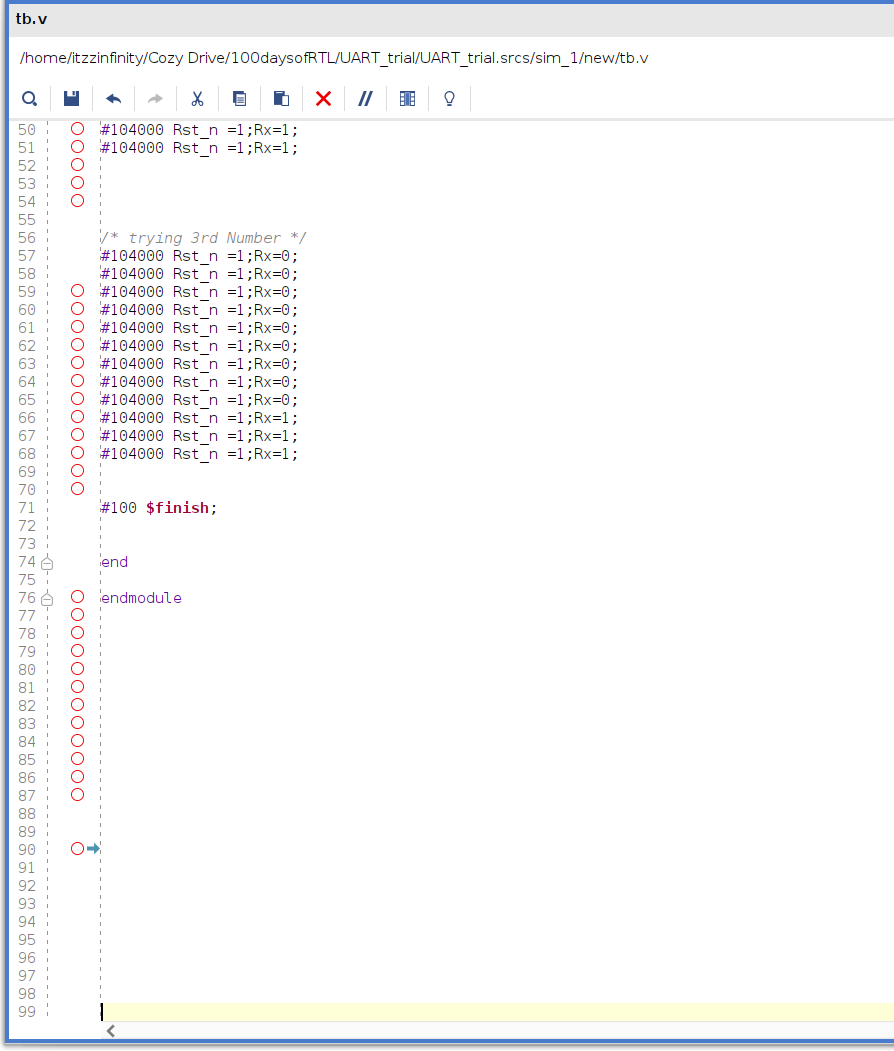 tb.v
/home/itzzinfinity/Cozy Drive/100daysofRTL/UART_trial/UART_trial.srcs/sim_1/new/tb.v
50 #104000 Rst_n =1;Rx=1;
51 #104000 Rst_n =1;Rx=1;
52
53
54
55
56 /* trying 3rd Number */
57 #104000 Rst_n =1;Rx=0;
58 #104000 Rst_n =1;Rx=0;
59 #104000 Rst_n =1;Rx=0;
60 #104000 Rst_n =1;Rx=0;
61 #104000 Rst_n =1;Rx=0;
62 #104000 Rst_n =1;Rx=0;
63 #104000 Rst_n =1;Rx=0;
64 #104000 Rst_n =1;Rx=0;
65 #104000 Rst_n =1;Rx=0;
66 #104000 Rst_n =1;Rx=1;
67 #104000 Rst_n =1;Rx=1;
68 #104000 Rst_n =1;Rx=1;
69
70
71 #100 $finish;
72
73
74 end
75
76 endmodule
77
78
79
80
81
82
83
84
85
86
87
88
89
90
91
92
93
94
95
96
97
98
99